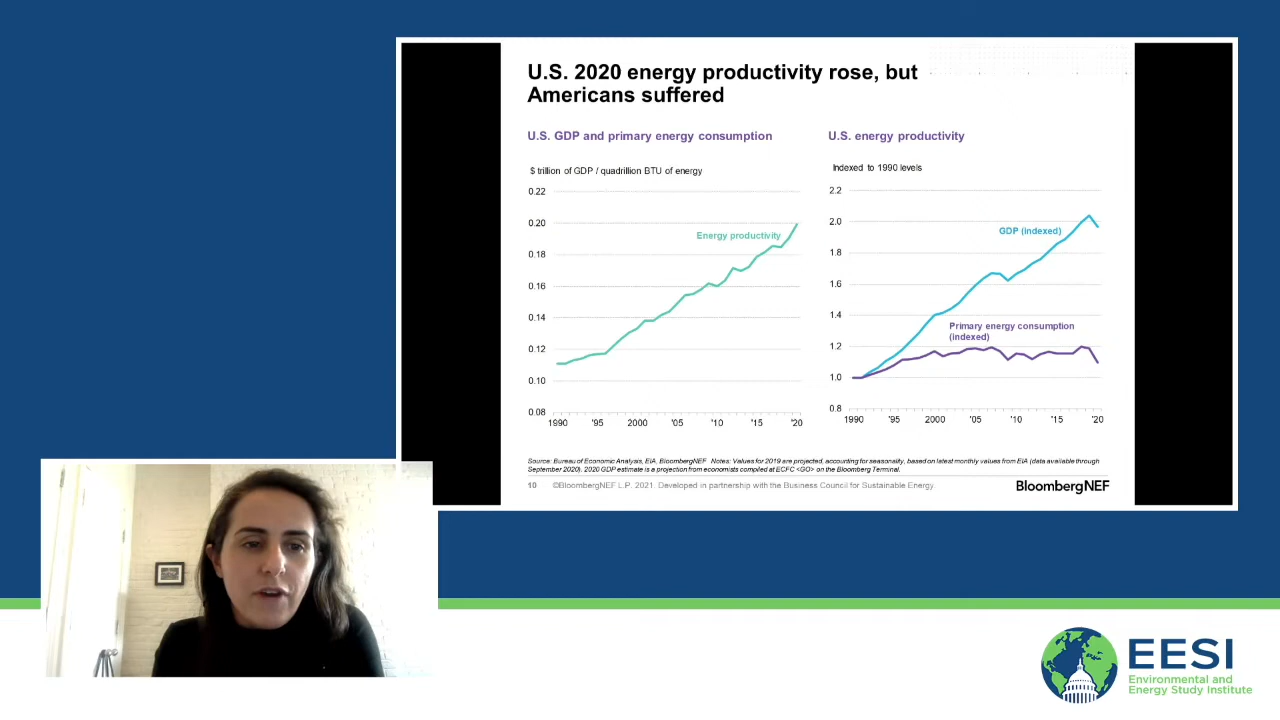 U.S. 2020 energy productivity rose, but
Americans suffered
U.S. GDP and primary energy consumption
$ trillion of GDP / quadrillion BTU of energy
0.22
0.20
0.18
0.16
0.14
0.12
0.10
0.08
Energy productivity
1990 '95 2000 '05 '10 '15 '20
U.S. energy productivity
Indexed to 1990 levels
2.2
2.0
1.8
1.6
1.4
1.2
1.0
0.8
GDP (indexed)
Primary energy consumption
(indexed)
1990 '95 2000 '05 '10 '15 '20
Source: Bureau of Economic Analysis, EIA, BloombergNEF Notes: Values for 2019 are projected, accounting for seasonality, based on latest monthly values from EIA (data available through
September 2020). 2020 GDP estimate is a projection from economists compiled at ECFC <GO> on the Bloomberg Terminal.
10 ©BloombergNEF L.P. 2021. Developed in partnership with the Business Council for Sustainable Energy.
BloombergNEF
EESI
Environmental and
Energy Study Institute